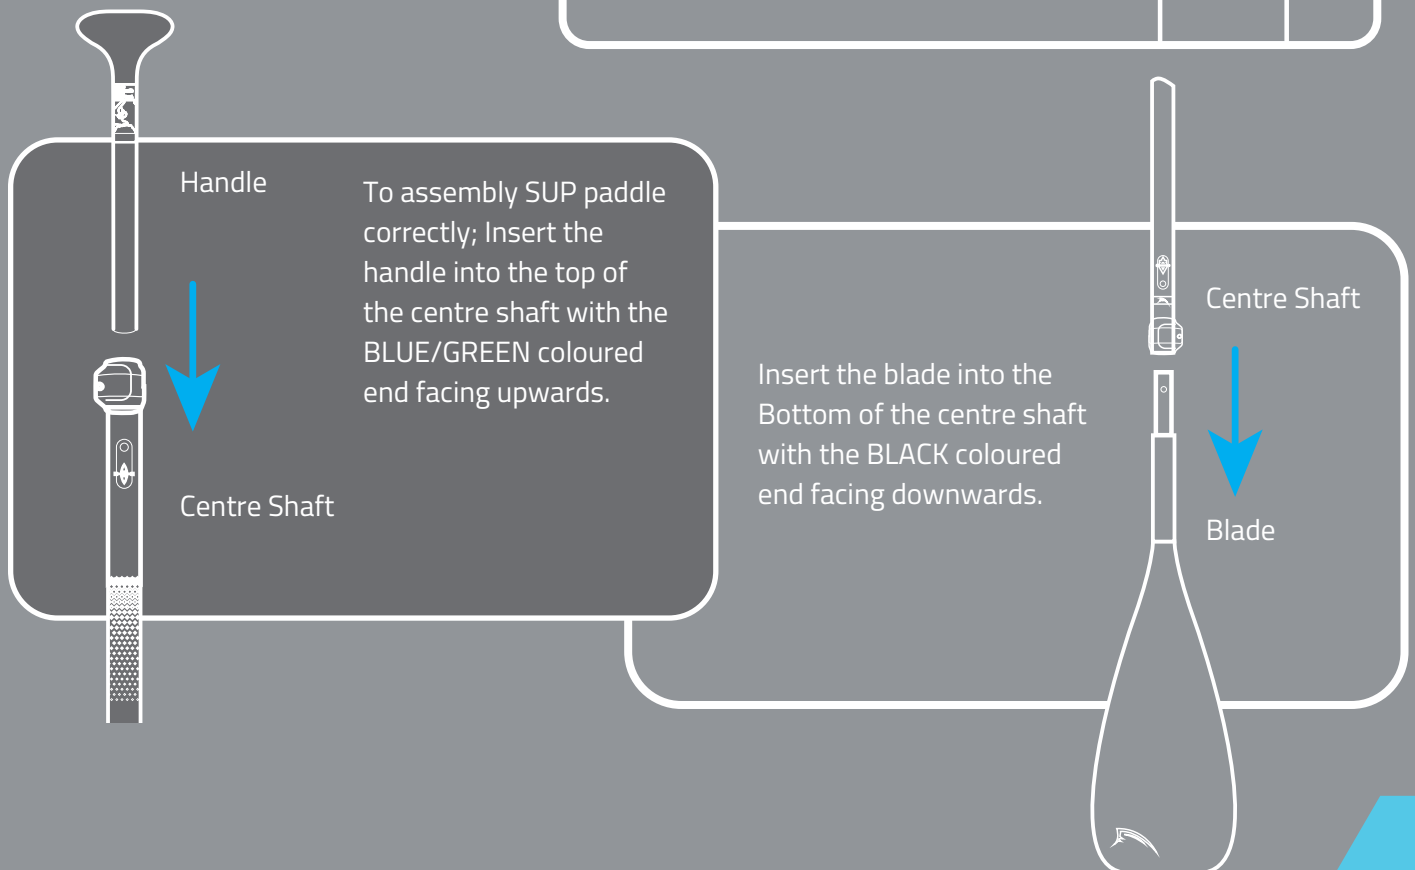 Handle
To assembly SUP paddle
correctly; Insert the
handle into the top of
the centre shaft with the
BLUE/GREEN coloured
end facing upwards.
Centre Shaft
Insert the blade into the
Bottom of the centre shaft
with the BLACK coloured
end facing downwards.
Centre Shaft
Blade